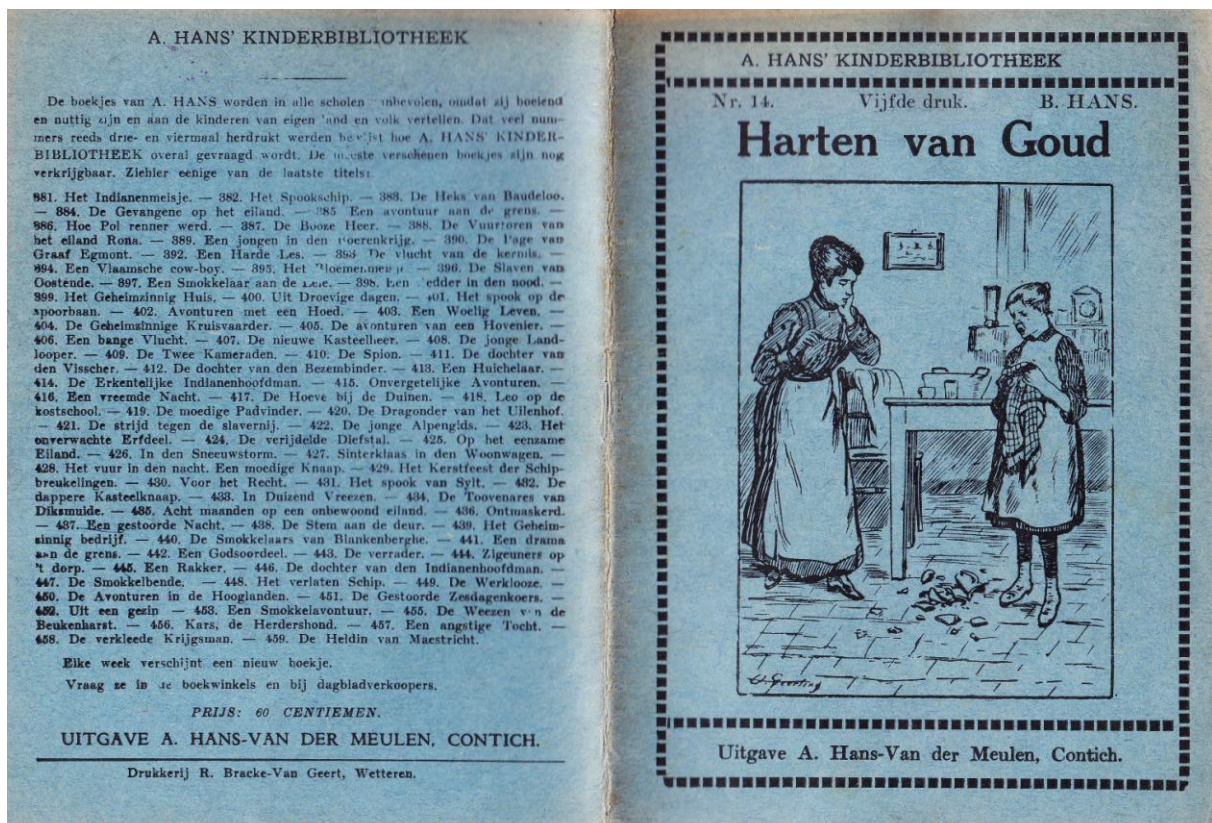 A. HANS' KINDERBIBLIOTHEEK
De boekjes van A. HANS worden in alle scholen omdat zij boeiend
en nuttig zijn en aan de kinderen van eigen land en volk vertellen. Dat veel num-
mers reeds drie- en viermaal herdrukt werden bewijst hoe A. HANS' KINDER-
BIBLIOTHEEK overal gevraagd wordt. De meeste verschenen boekjes zijn nog
verkrijgbaar. Ziehier eenige van de laatste titels:
381. Het Indianenmeisje. — 382. Het Spookschip. — 383. De Heks van Baudeloo.
— 384. De Gevangene op het eiland. — 385 Een avontuur aan de grens. —
386. Hoe Pol renner werd. — 387. De Booze Heer. — 388. De Vuurtoren van
het eiland Rona. — 389. Een jongen in den Boerenkrijg. — 390. De Page van
Graaf Egmont. — 392. Een Harde Les. — 393 De vlucht van de kermis. —
394. Een Vlaamsche cow-boy. — 395. Het — 396. De Slaven van
Oostende. — 397. Een Smokkelaar aan de — 398. Een redder in den nood. —
399. Het Geheimzinnig Huis. — 400. Uit Droevige dagen. — 401. Het spook op de
spoorbaan. — 402. Avonturen met een Hoed. — 403. Een Woelig Leven. —
404. De Geheimzinnige Kruisvaarder. — 405. De avonturen van een Hovenier. —
406. Een bange Vlucht. — 407. De nieuwe Kasteelheer. — 408. De jonge Land-
looper. — 409. De Twee Kameraden. — 410. De Spion. — 411. De dochter van
den Visscher. — 412. De dochter van den Bezembinder. — 413. Een Huichelaar. —
414. De Erkentelijke Indianenhoofdman. — 415. Onvergetelijke Avonturen. —
416. Een vreemde Nacht. — 417. De Hoeve bij de Duinen. — 418. Leo op de
kostschool. — 419. De moedige Padvinder. — 420. De Dragonder van het Uilenhof.
— 421. De strijd tegen de slavernij. — 422. De jonge Alpengids. — 423. Het
onverwachte Erfdeel. — 424. De verijdelde Diefstal. — 425. Op het eenzame
Eiland. — 426. In den Sneeuwstorm. — 427. Sinterklaas in den Woonwagen. —
428. Het vuur in den nacht. Een moedige Knaap. — 429. Het Kerstfeest der Schip-
breukelingen. — 430. Voor het Recht. — 431. Het spook van Sylt. — 432. De
dappere Kasteelknaap. — 433. In Duizend Vreezen. — 434. De Toovenares van
Diksmuide. — 435. Acht maanden op een onbewoond eiland. — 436. Ontmaskerd.
— 437. Een gestoorde Nacht. — 438. De Stem aan de deur. — 439. Het Geheim-
zinnig bedrijf. — 440. De Smokkelaars van Blankenberghe. — 441. Een drama
aan de grens. — 442. Een Godsoordeel. — 443. De verrader. — 444. Zigeuners op
't dorp. — 445. Een Rakker. — 446. De dochter van den Indianenhoofdman. —
447. De Smokkelbende. — 448. Het verlaten Schip. — 449. De Werklooze. —
450. De Avonturen in de Hooglanden. — 451. De Gestoorde Zesdagenkoers. —
452. Uit een gezin — 453. Een Smokkelavontuur. — 455. De Weezen van de
Beukenharst. — 456. Kars, de Herdershond. — 457. Een angstige Tocht. —
458. De verkleede Krijgsman. — 459. De Heldin van Maestricht.
Elke week verschijnt een nieuw boekje.
Vraag ze in de boekwinkels en bij dagbladverkoopers.
PRIJS: 60 CENTIEMEN.
UITGAVE A. HANS-VAN DER MEULEN, CONTICH.
Drukkerij R. Bracke-Van Geert, Wetteren.
A. HANS' KINDERBIBLIOTHEEK
Nr. 14. Vijfde druk. B. HANS.
Harten van Goud
Uitgave A. Hans-Van der Meulen, Contich.